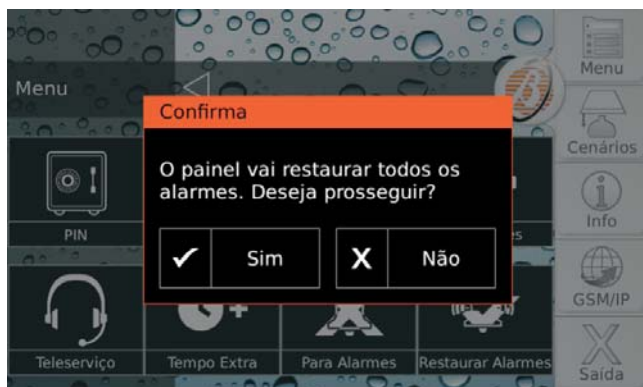 Menu
Menu
Confirma
O painel vai restaurar todos os
alarmes. Deseja prosseguir?
Sim
Não
Cenários
Info
PIN
GSM/IP
Teleserviço
Tempo Extra
Para Alarmes
Restaurar Alarmes
Saída